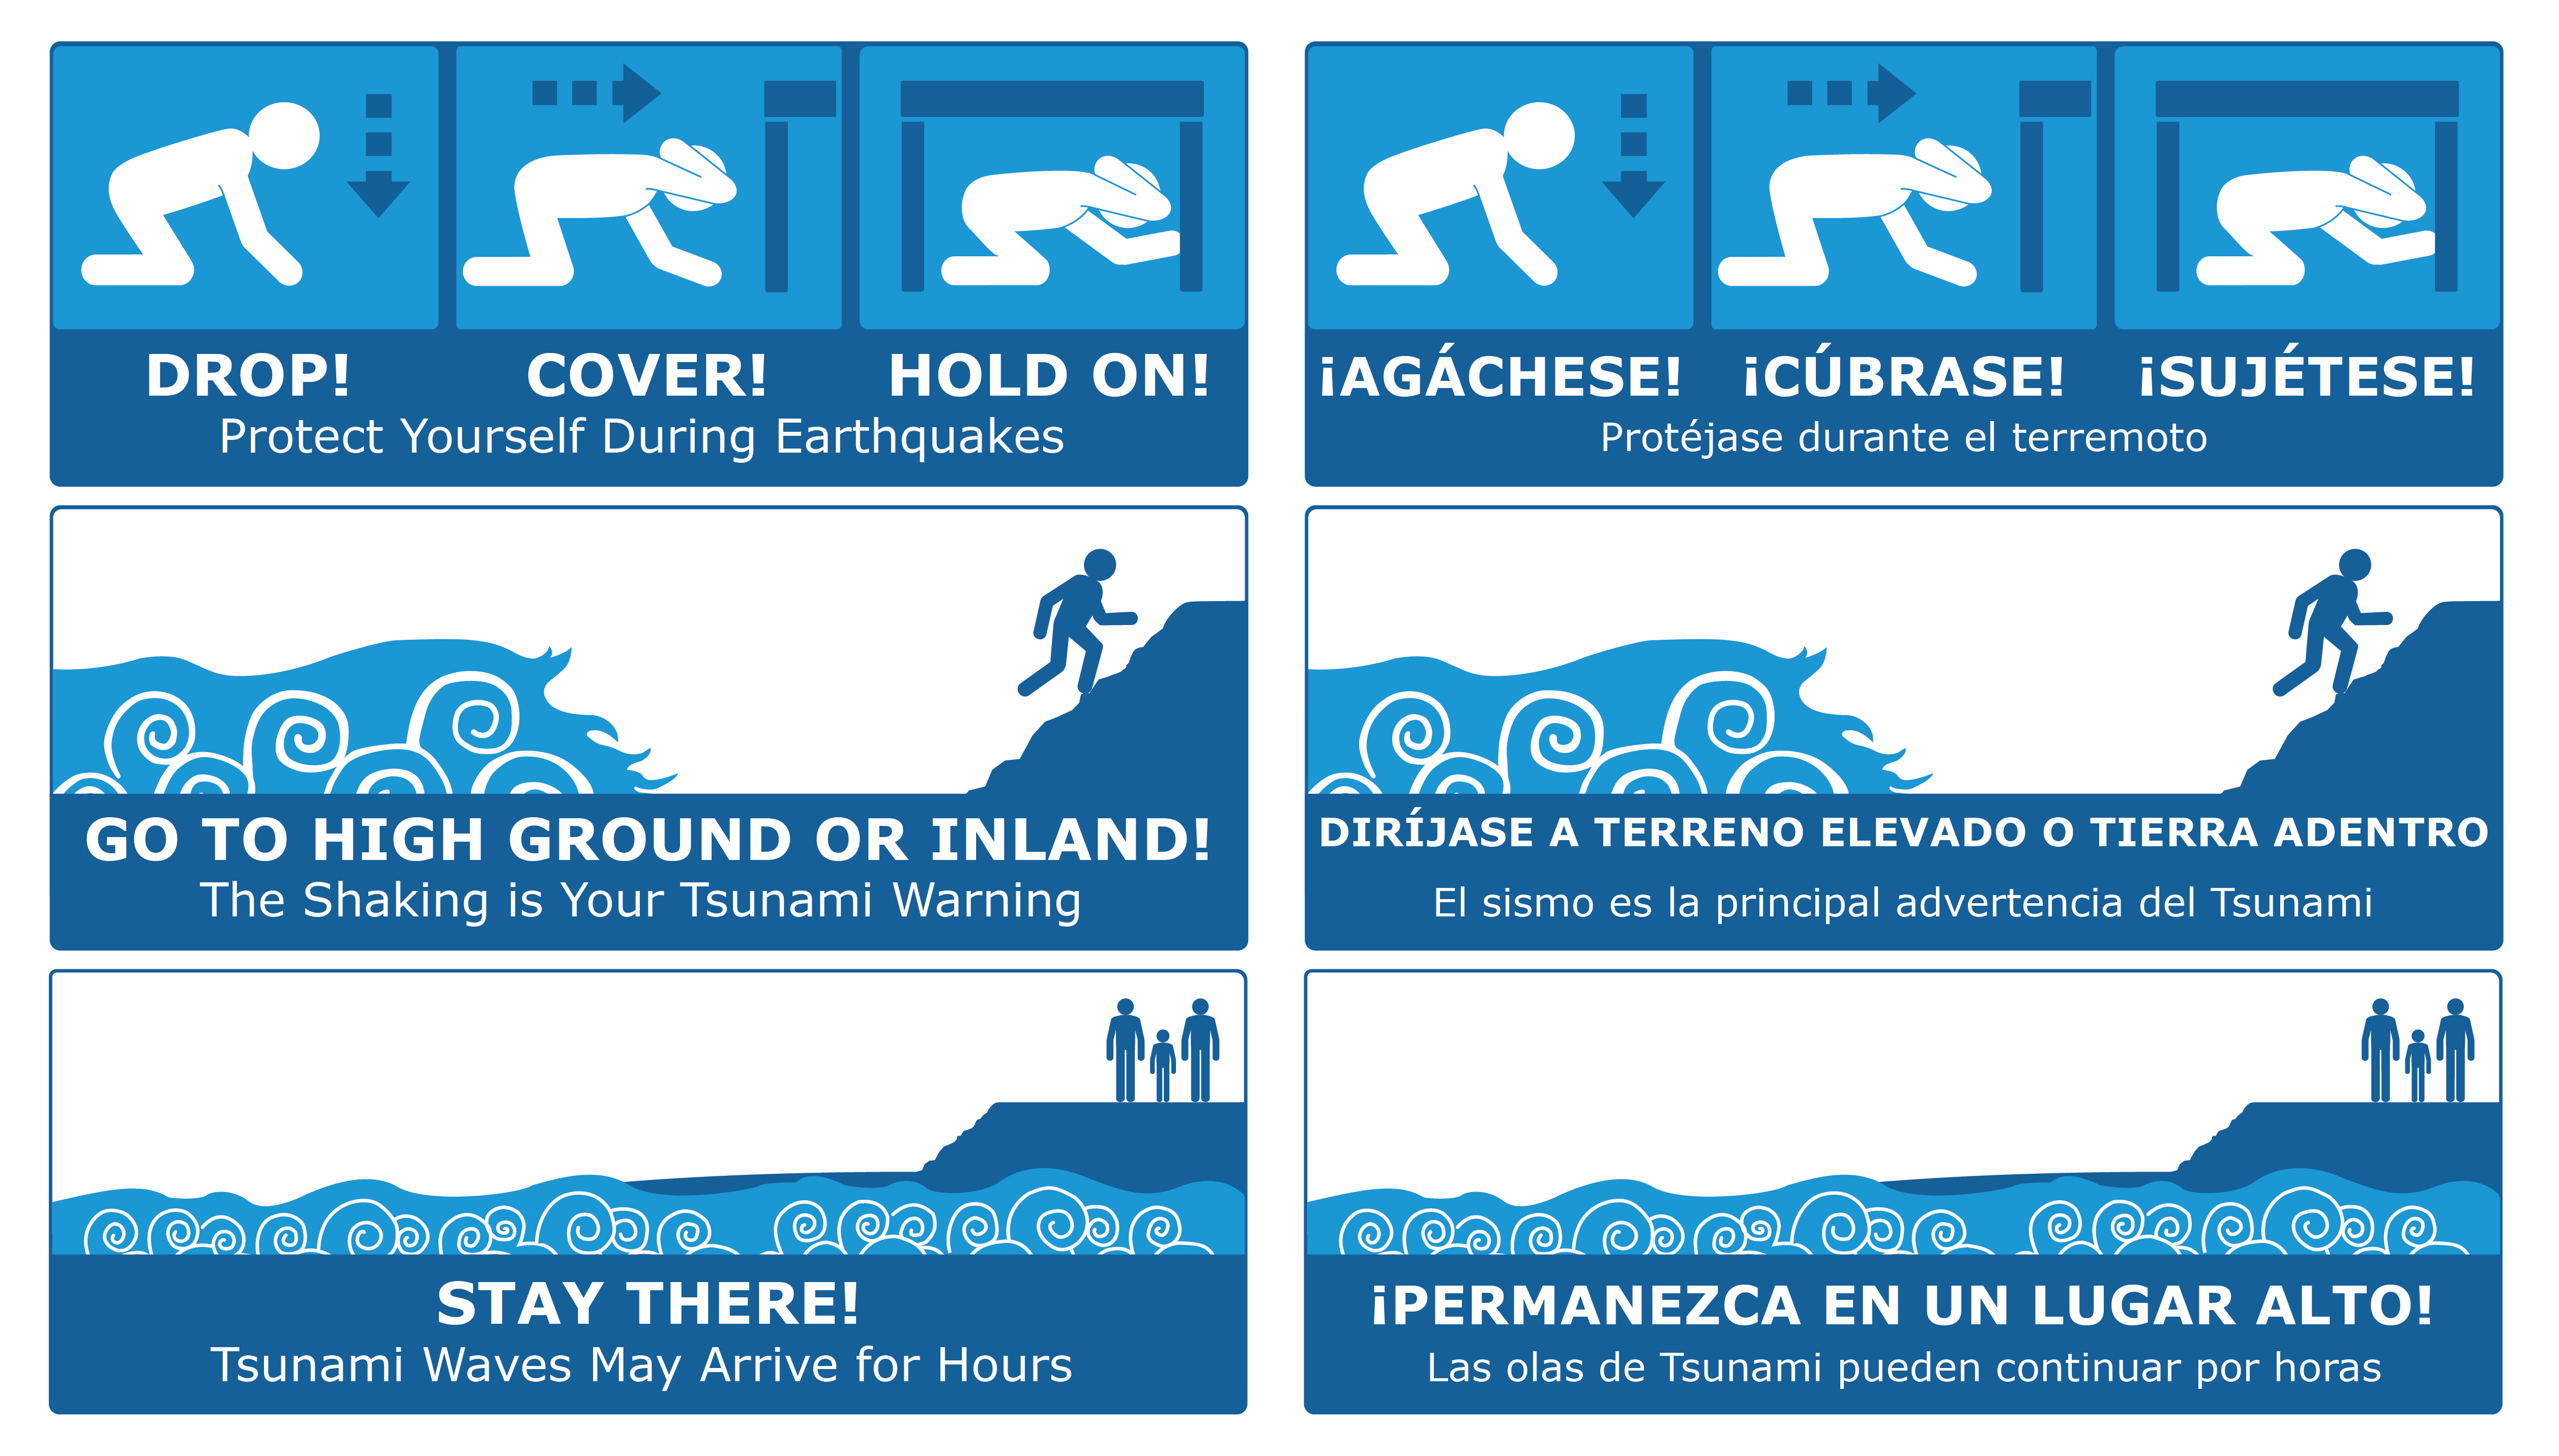 DROP! COVER! HOLD ON!
Protect Yourself During Earthquakes
¡AGÁCHESE! ¡CÚBRASE! ¡SUJÉTESE!
Protéjase durante el terremoto
GO TO HIGH GROUND OR INLAND!
The Shaking is Your Tsunami Warning
DIRÍJASE A TERRENO ELEVADO O TIERRA ADENTRO
El sismo es la principal advertencia del Tsunami
STAY THERE!
Tsunami Waves May Arrive for Hours
¡PERMANEZCA EN UN LUGAR ALTO!
Las olas de Tsunami pueden continuar por horas